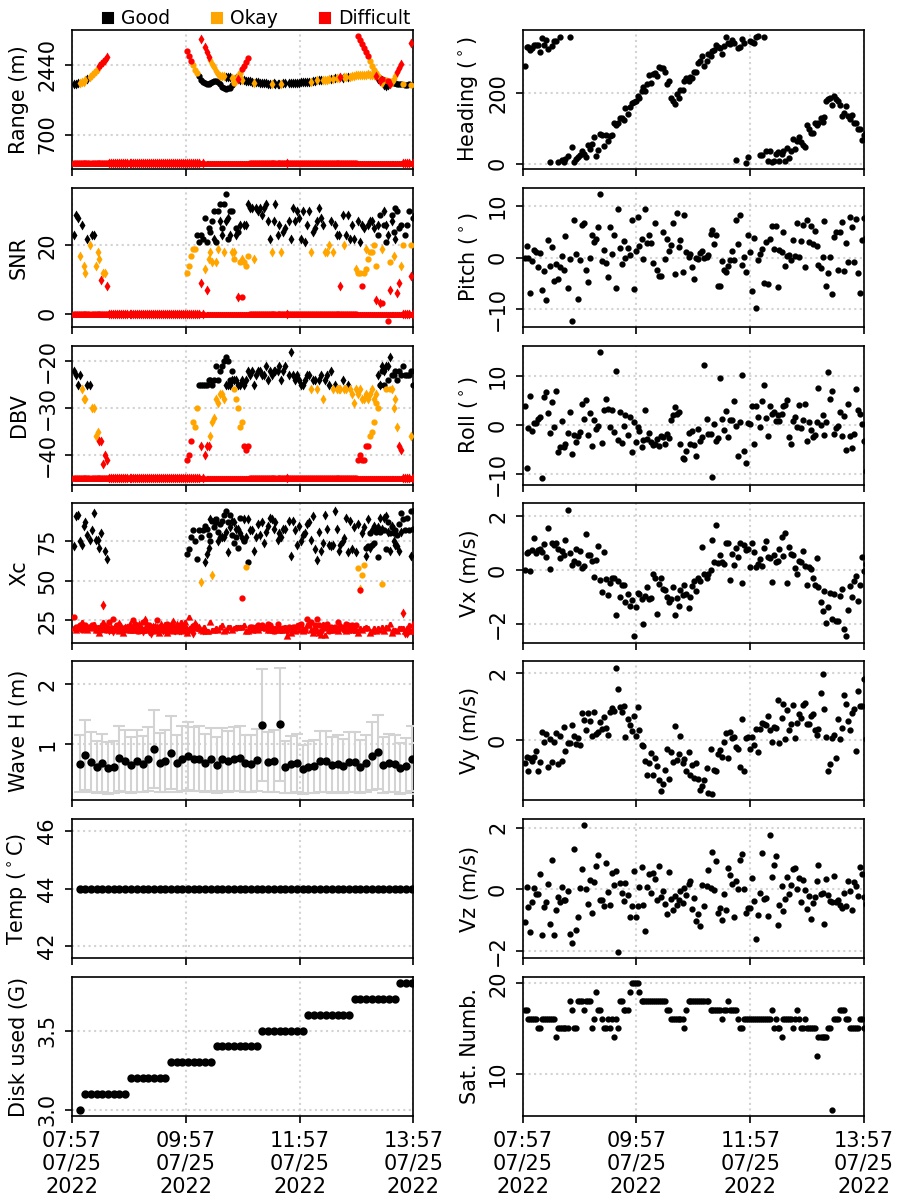 Good Okay Difficult
Range (m)
2440
700
Heading (°)
200
0
SNR
20
0
Pitch (°)
10
0
−10
DBV
−20
−30
−40
Roll (°)
10
0
−10
Xc
75
50
25
Vx (m/s)
2
0
−2
Wave H (m)
2
1
Vy (m/s)
2
0
Temp (°C)
46
44
42
Vz (m/s)
2
0
−2
Disk used (G)
3.5
3.0
Sat. Numb.
20
10
07:57 09:57 11:57 13:57
07/25 07/25 07/25 07/25
2022 2022 2022 2022
07:57 09:57 11:57 13:57
07/25 07/25 07/25 07/25
2022 2022 2022 2022